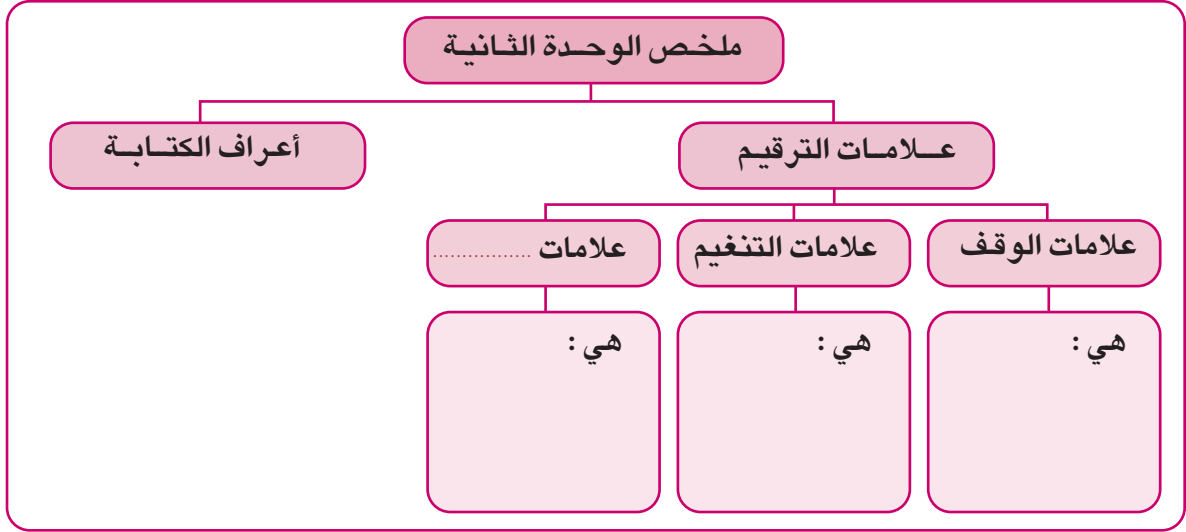 ملخص الوحدة الثانية
علامات الترقيم
أعراف الكتابة
علامات الوقف
علامات التنغيم
علامات .................
هي :
هي :
هي :